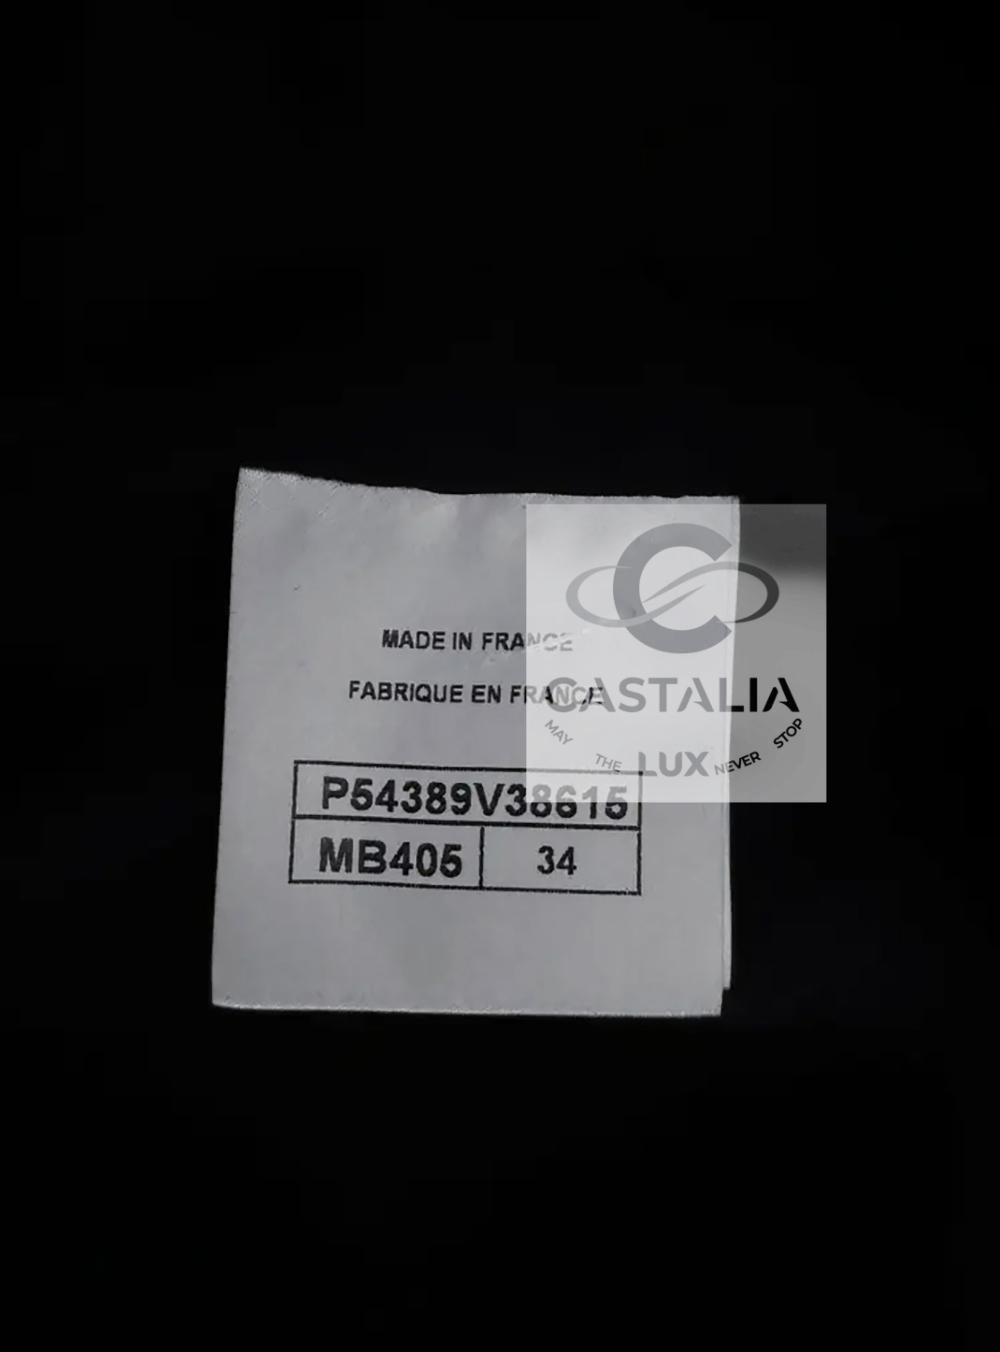 MADE IN FRANCE
FABRIQUE EN FRANCE
P54389V38615
MB405 34
C
CASTALIA
MAY THE LUX NEVER STOP